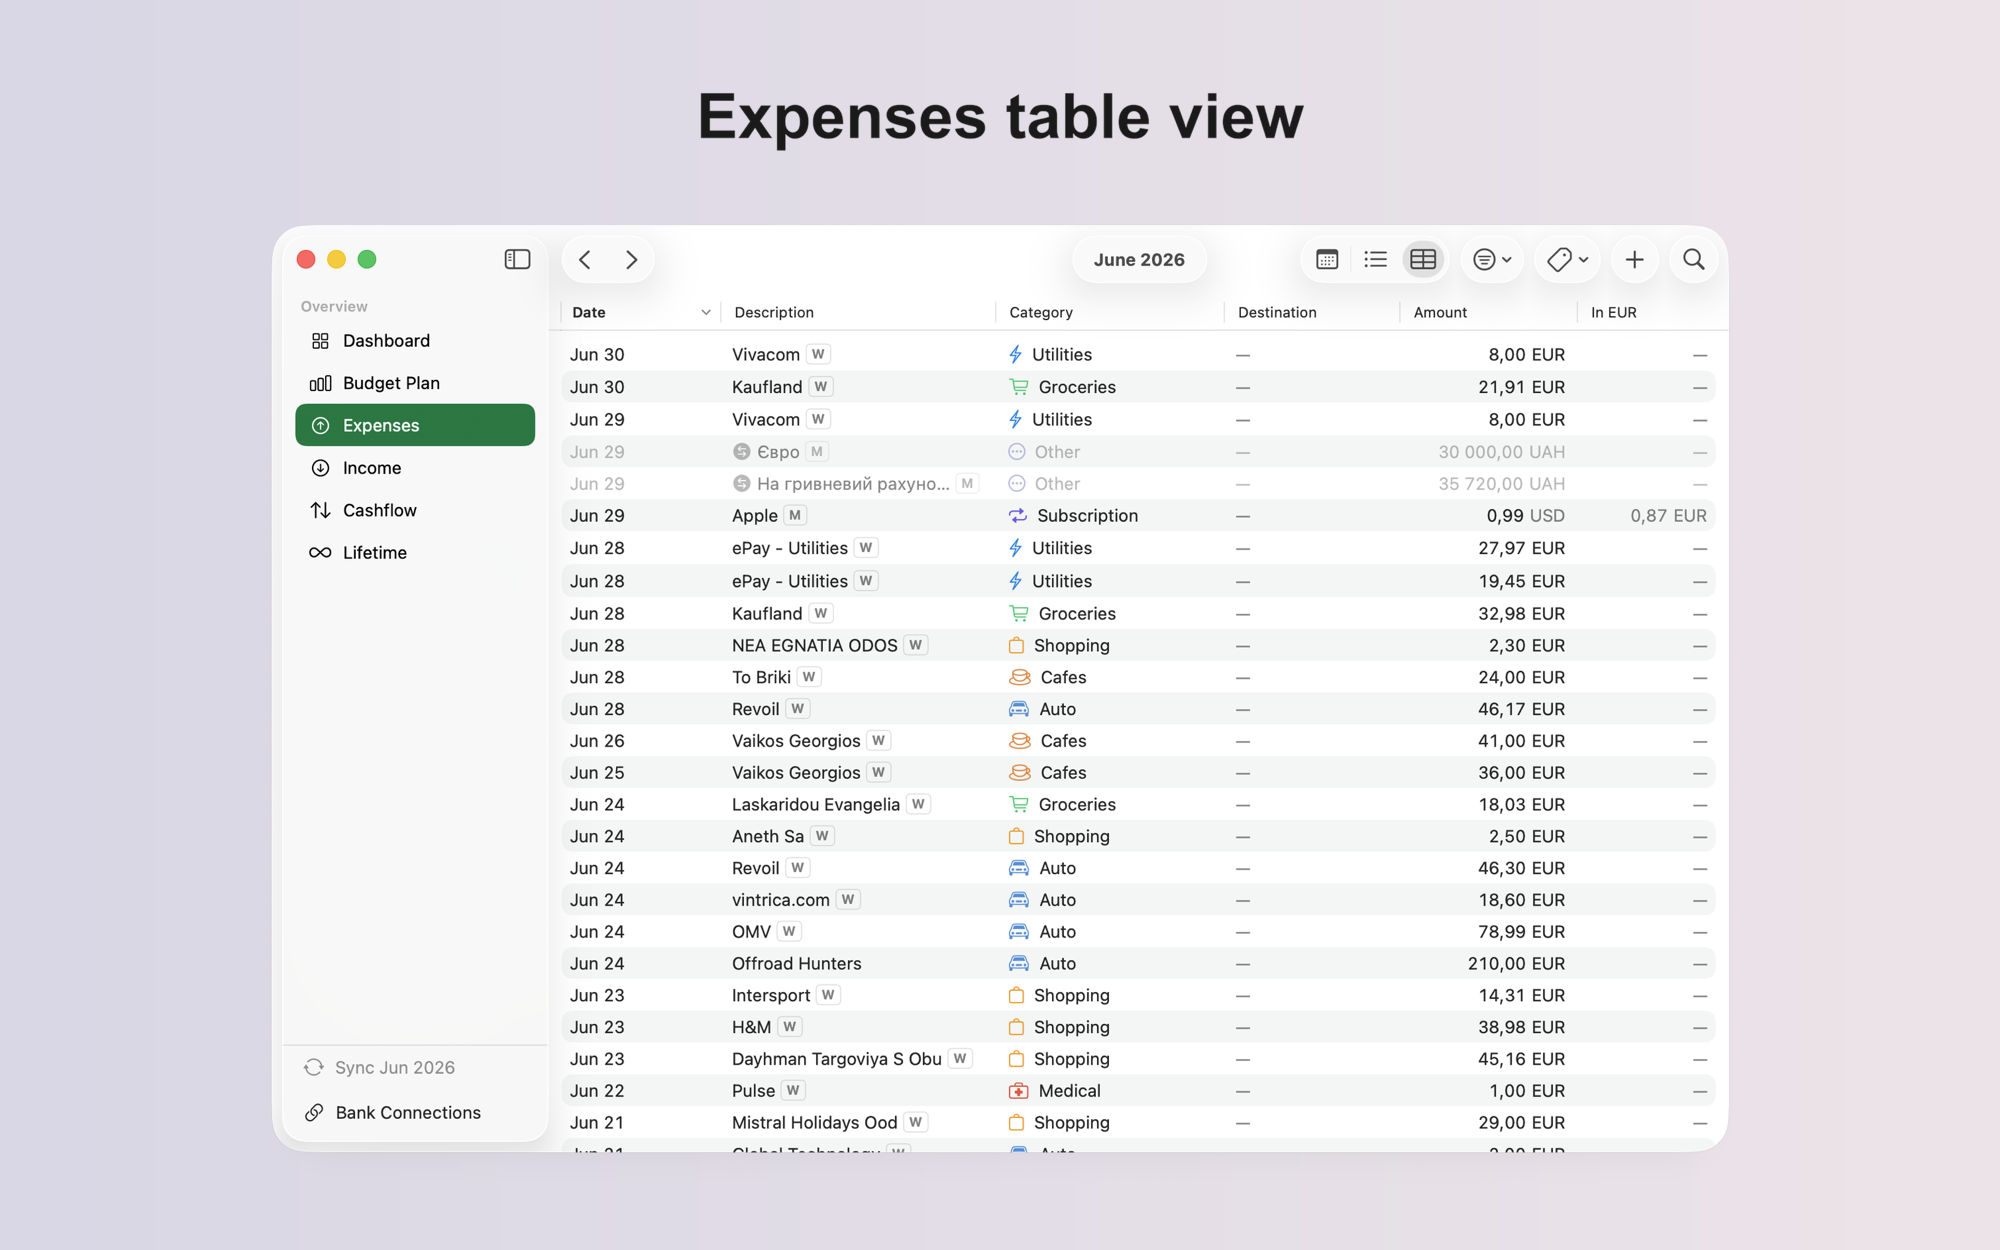 Expenses table view
June 2026
Overview
Dashboard
Budget Plan
Expenses
Income
Cashflow
Lifetime
Sync Jun 2026
Bank Connections
Date Description Category Destination Amount In EUR
Jun 30 Vivacom W Utilities — 8,00 EUR —
Jun 30 Kaufland W Groceries — 21,91 EUR —
Jun 29 Vivacom W Utilities — 8,00 EUR —
Jun 29 Євро M Other — 30 000,00 UAH —
Jun 29 На гривневий рахуно... M Other — 35 720,00 UAH —
Jun 29 Apple M Subscription — 0,99 USD 0,87 EUR
Jun 28 ePay - Utilities W Utilities — 27,97 EUR —
Jun 28 ePay - Utilities W Utilities — 19,45 EUR —
Jun 28 Kaufland W Groceries — 32,98 EUR —
Jun 28 NEA EGNATIA ODOS W Shopping — 2,30 EUR —
Jun 28 To Briki W Cafes — 24,00 EUR —
Jun 28 Revoil W Auto — 46,17 EUR —
Jun 26 Vaikos Georgios W Cafes — 41,00 EUR —
Jun 25 Vaikos Georgios W Cafes — 36,00 EUR —
Jun 24 Laskaridou Evangelia W Groceries — 18,03 EUR —
Jun 24 Aneth Sa W Shopping — 2,50 EUR —
Jun 24 Revoil W Auto — 46,30 EUR —
Jun 24 vintrica.com W Auto — 18,60 EUR —
Jun 24 OMV W Auto — 78,99 EUR —
Jun 24 Offroad Hunters Auto — 210,00 EUR —
Jun 23 Intersport W Shopping — 14,31 EUR —
Jun 23 H&M W Shopping — 38,98 EUR —
Jun 23 Dayhman Targoviya S Obu W Shopping — 45,16 EUR —
Jun 22 Pulse W Medical — 1,00 EUR —
Jun 21 Mistral Holidays Ood W Shopping — 29,00 EUR —